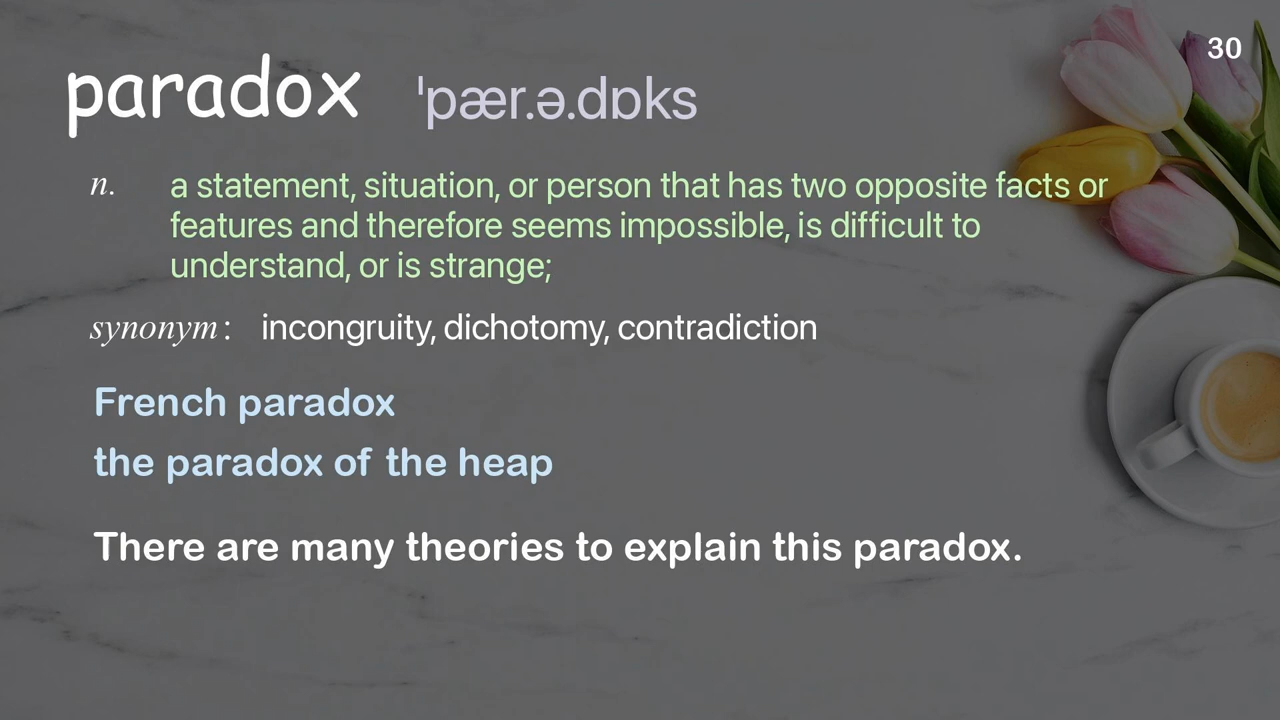 30
paradox ˈpær.ə.dɒks
n. a statement, situation, or person that has two opposite facts or
features and therefore seems impossible, is difficult to
understand, or is strange;
synonym: incongruity, dichotomy, contradiction
French paradox
the paradox of the heap
There are many theories to explain this paradox.